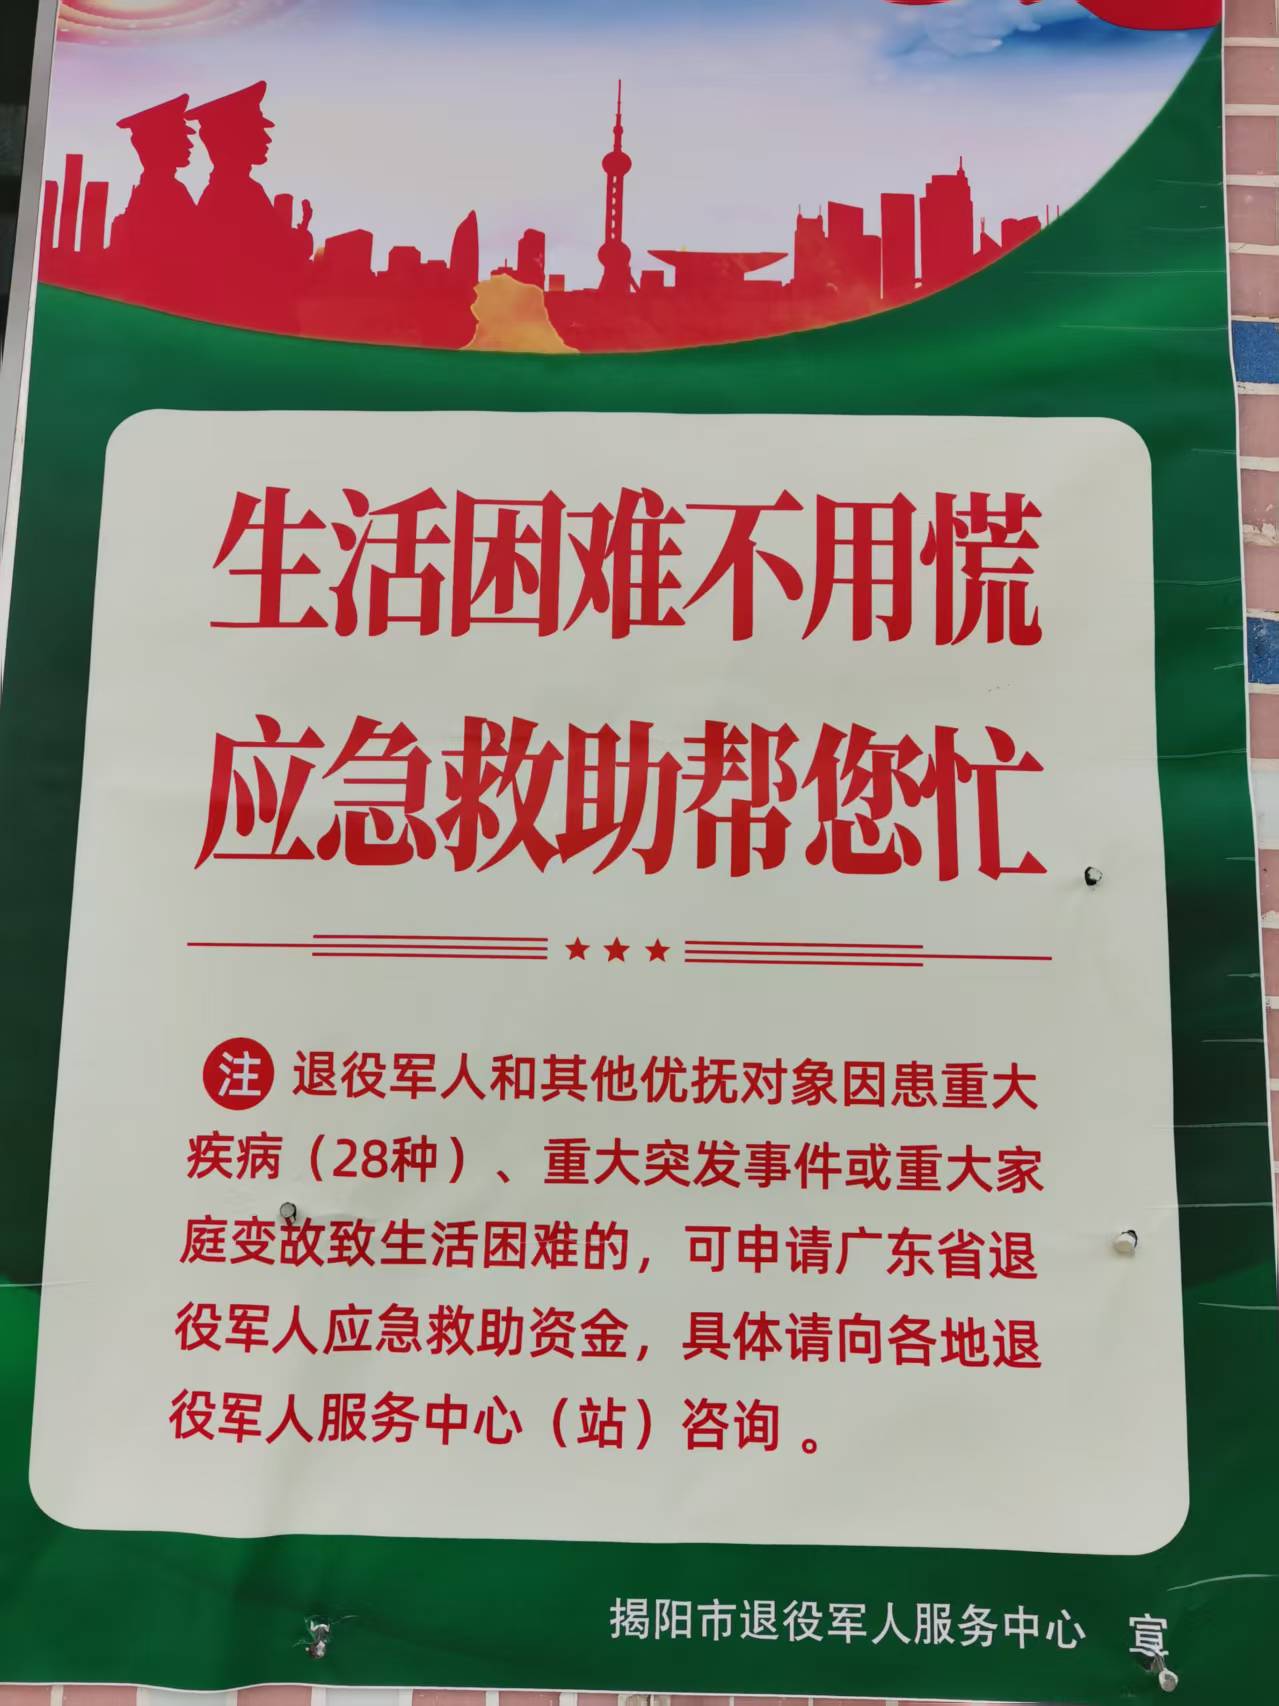 生活困难不用慌
应急救助帮您忙
注 退役军人和其他优抚对象因患重大
疾病（28种）、重大突发事件或重大家
庭变故致生活困难的，可申请广东省退
役军人应急救助资金，具体请向各地退
役军人服务中心（站）咨询。
揭阳市退役军人服务中心 宣